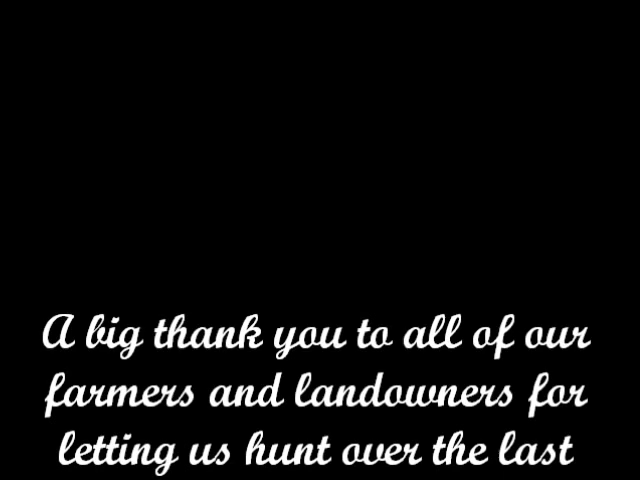 A big thank you to all of our
farmers and landowners for
letting us hunt over the last